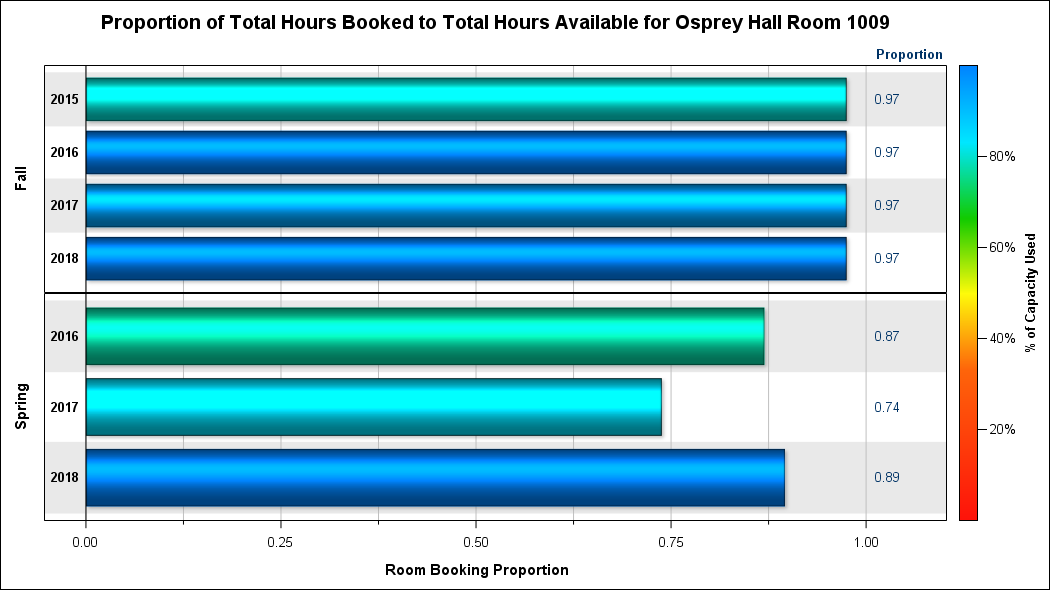 Proportion of Total Hours Booked to Total Hours Available for Osprey Hall Room 1009
Proportion
Fall
2015 0.97
2016 0.97
2017 0.97
2018 0.97
Spring
2016 0.87
2017 0.74
2018 0.89
0.00 0.25 0.50 0.75 1.00
Room Booking Proportion
80%
60%
40%
20%
% of Capacity Used